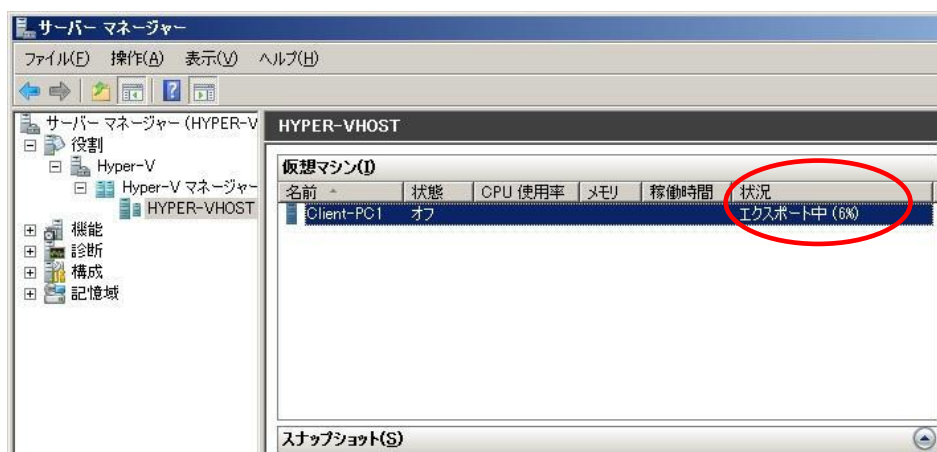 サーバー マネージャー
ファイル(F) 操作(A) 表示(V) ヘルプ(H)
サーバー マネージャー (HYPER-V
役割
Hyper-V
Hyper-V マネージャー
HYPER-VHOST
機能
診断
構成
記憶域
HYPER-VHOST
仮想マシン(I)
名前 状態 CPU 使用率 メモリ 稼働時間 状況
Client-PC1 オフ エクスポート中 (6%)
スナップショット(S)